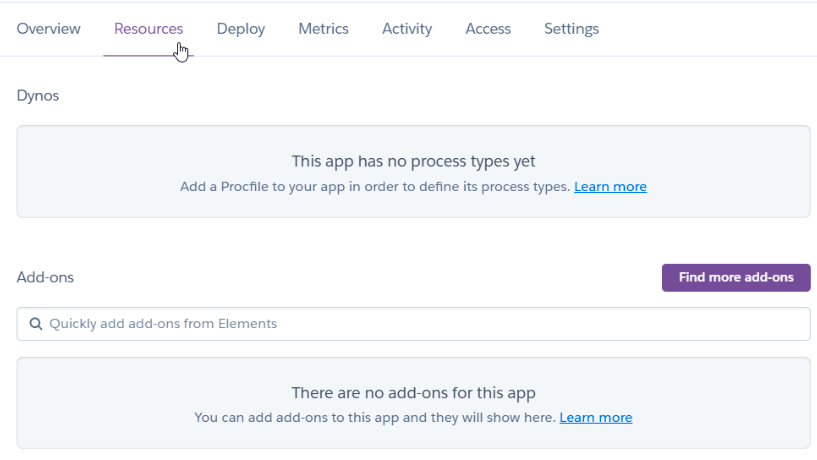 Overview Resources Deploy Metrics Activity Access Settings
Dynos
This app has no process types yet
Add a Procfile to your app in order to define its process types. Learn more
Add-ons
Find more add-ons
Quickly add add-ons from Elements
There are no add-ons for this app
You can add add-ons to this app and they will show here. Learn more